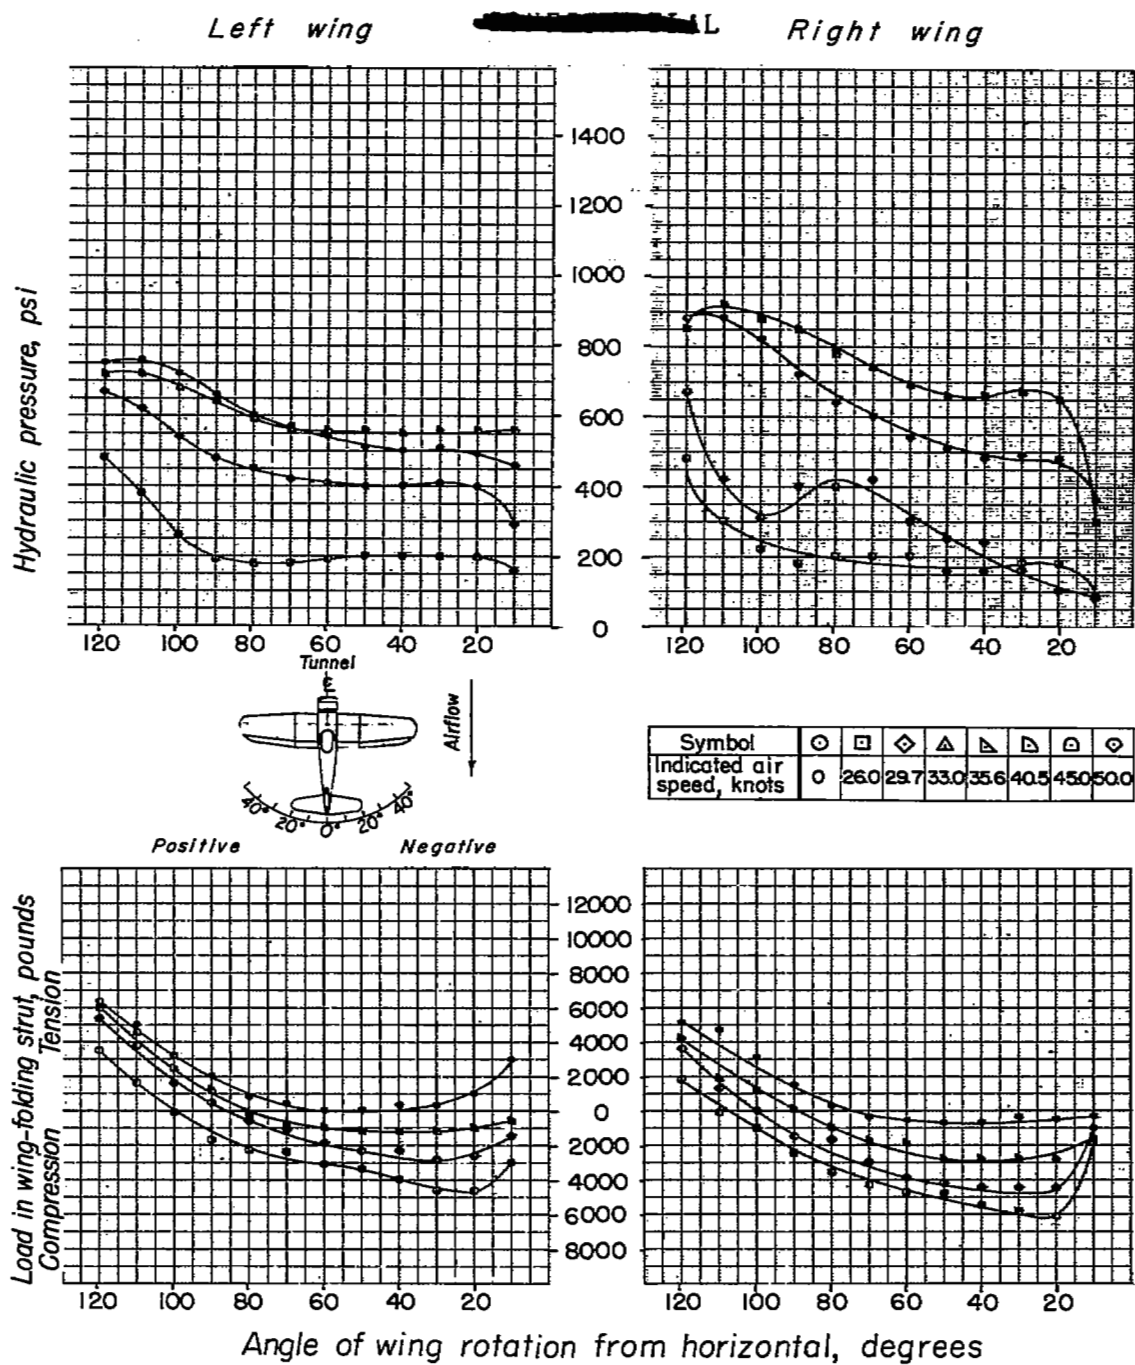 Left wing
Right wing
Hydraulic pressure, psi
1400
1200
1000
800
600
400
200
0
120 100 80 60 40 20
120 100 80 60 40 20
Tunnel
℄
Airflow
40° 20° 0° 20° 40°
Positive Negative
Symbol
Indicated air speed, knots 0 26.0 29.7 33.0 35.6 40.5 45.0 50.0
Load in wing-folding strut, pounds
Compression Tension
12000
10000
8000
6000
4000
2000
0
2000
4000
6000
8000
120 100 80 60 40 20
120 100 80 60 40 20
Angle of wing rotation from horizontal, degrees